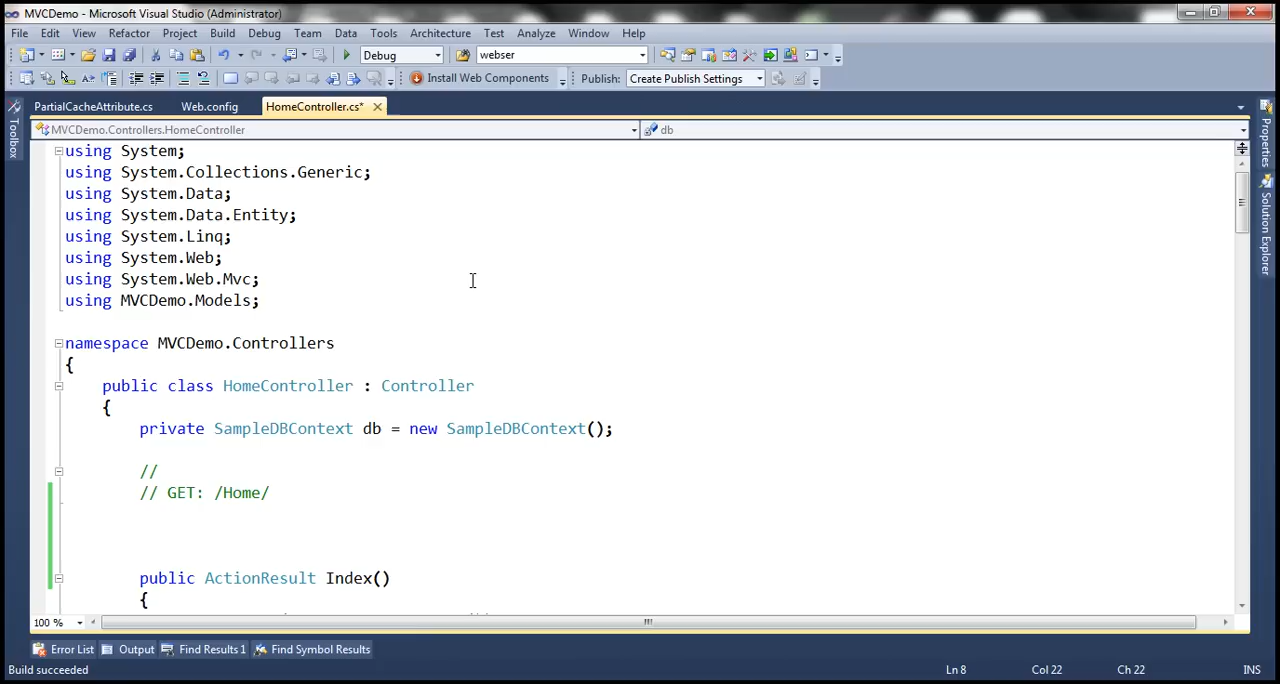 MVCDemo - Microsoft Visual Studio (Administrator)
File Edit View Refactor Project Build Debug Team Data Tools Architecture Test Analyze Window Help
Debug webser
Install Web Components Publish: Create Publish Settings
PartialCacheAttribute.cs Web.config HomeController.cs*
MVCDemo.Controllers.HomeController db
Toolbox
Properties
Solution Explorer
using System;
using System.Collections.Generic;
using System.Data;
using System.Data.Entity;
using System.Linq;
using System.Web;
using System.Web.Mvc;
using MVCDemo.Models;
namespace MVCDemo.Controllers
{
public class HomeController : Controller
{
private SampleDBContext db = new SampleDBContext();
//
// GET: /Home/
public ActionResult Index()
{
100 %
Error List Output Find Results 1 Find Symbol Results
Build succeeded Ln 8 Col 22 Ch 22 INS